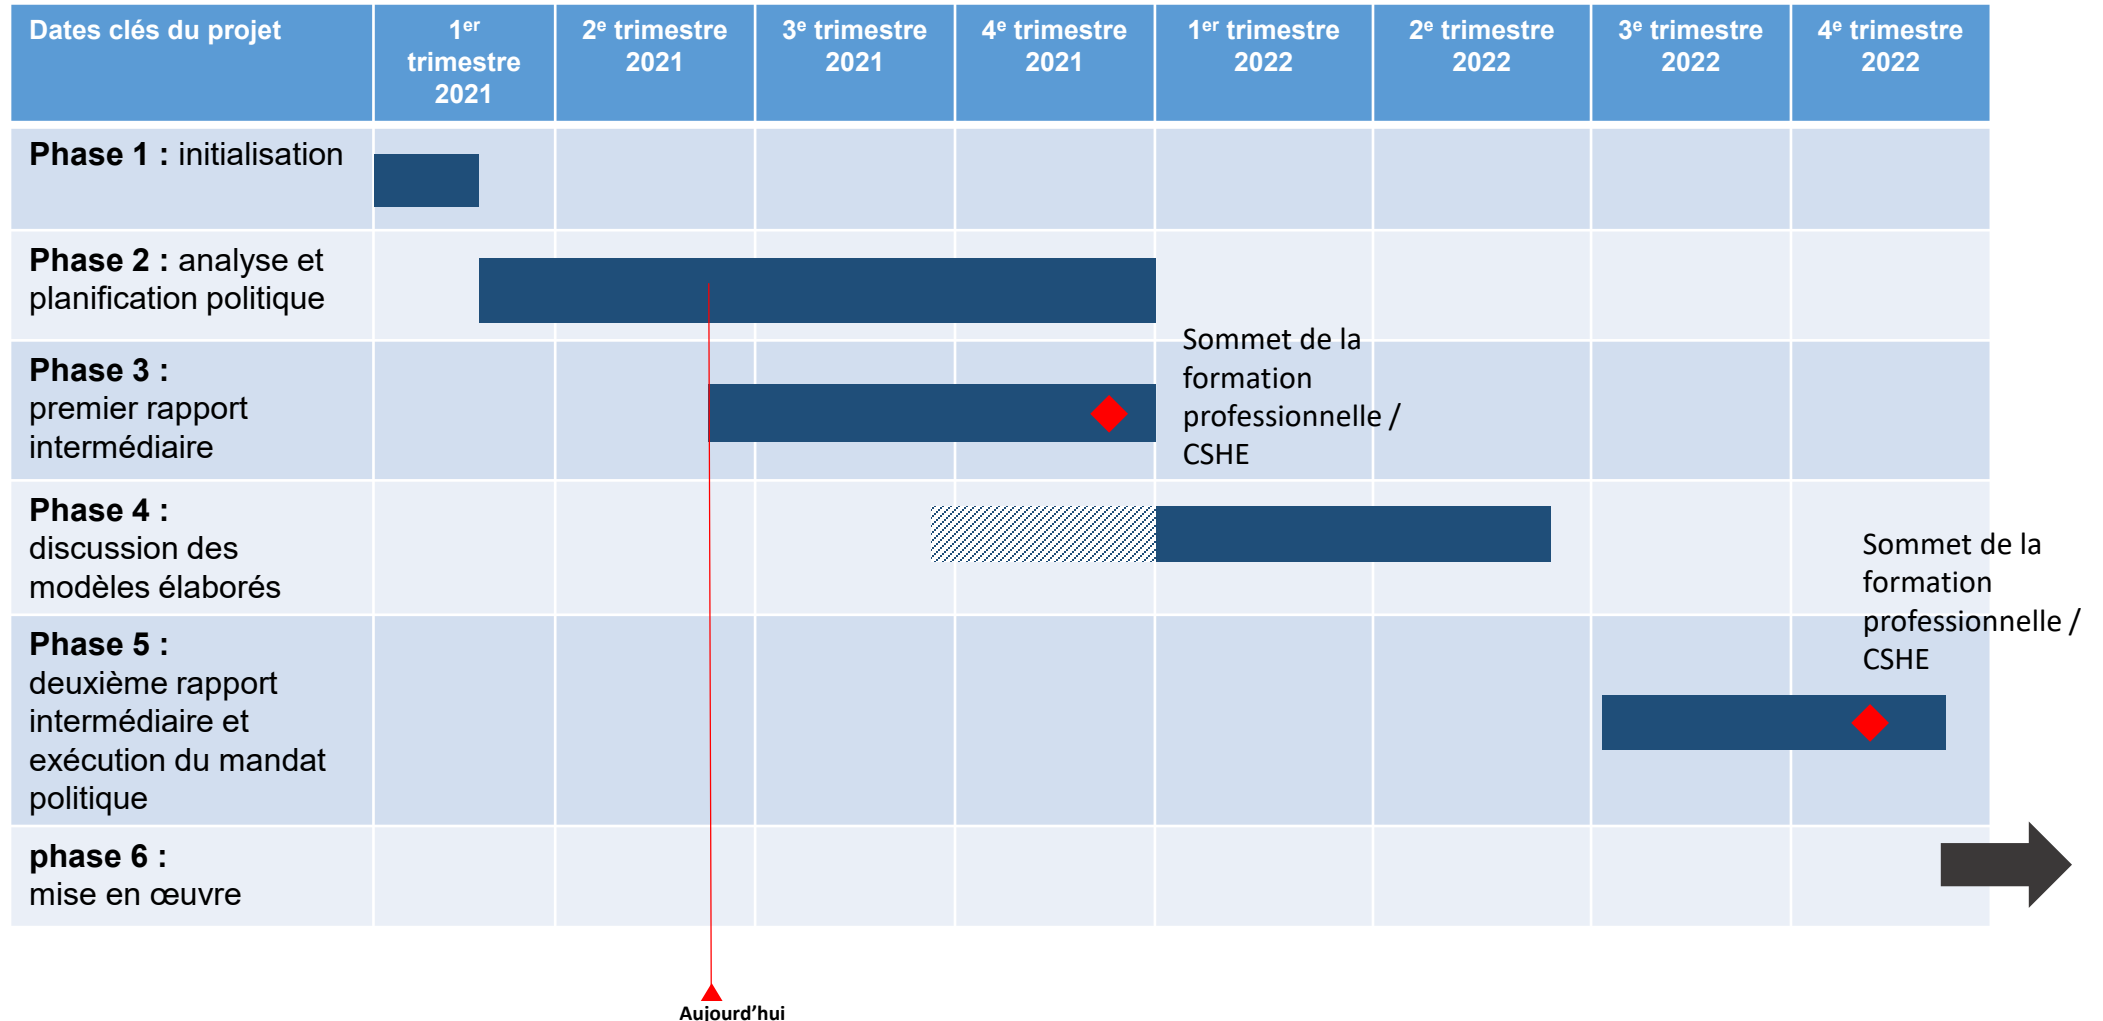 Dates clés du projet
1er
trimestre
2021
2e trimestre
2021
3e trimestre
2021
4e trimestre
2021
1er trimestre
2022
2e trimestre
2022
3e trimestre
2022
4e trimestre
2022
Phase 1 : initialisation
Phase 2 : analyse et
planification politique
Phase 3 :
premier rapport
intermédiaire
Sommet de la
formation
professionnelle /
CSHE
Phase 4 :
discussion des
modèles élaborés
Sommet de la
formation
professionnelle /
CSHE
Phase 5 :
deuxième rapport
intermédiaire et
exécution du mandat
politique
phase 6 :
mise en œuvre
Aujourd’hui